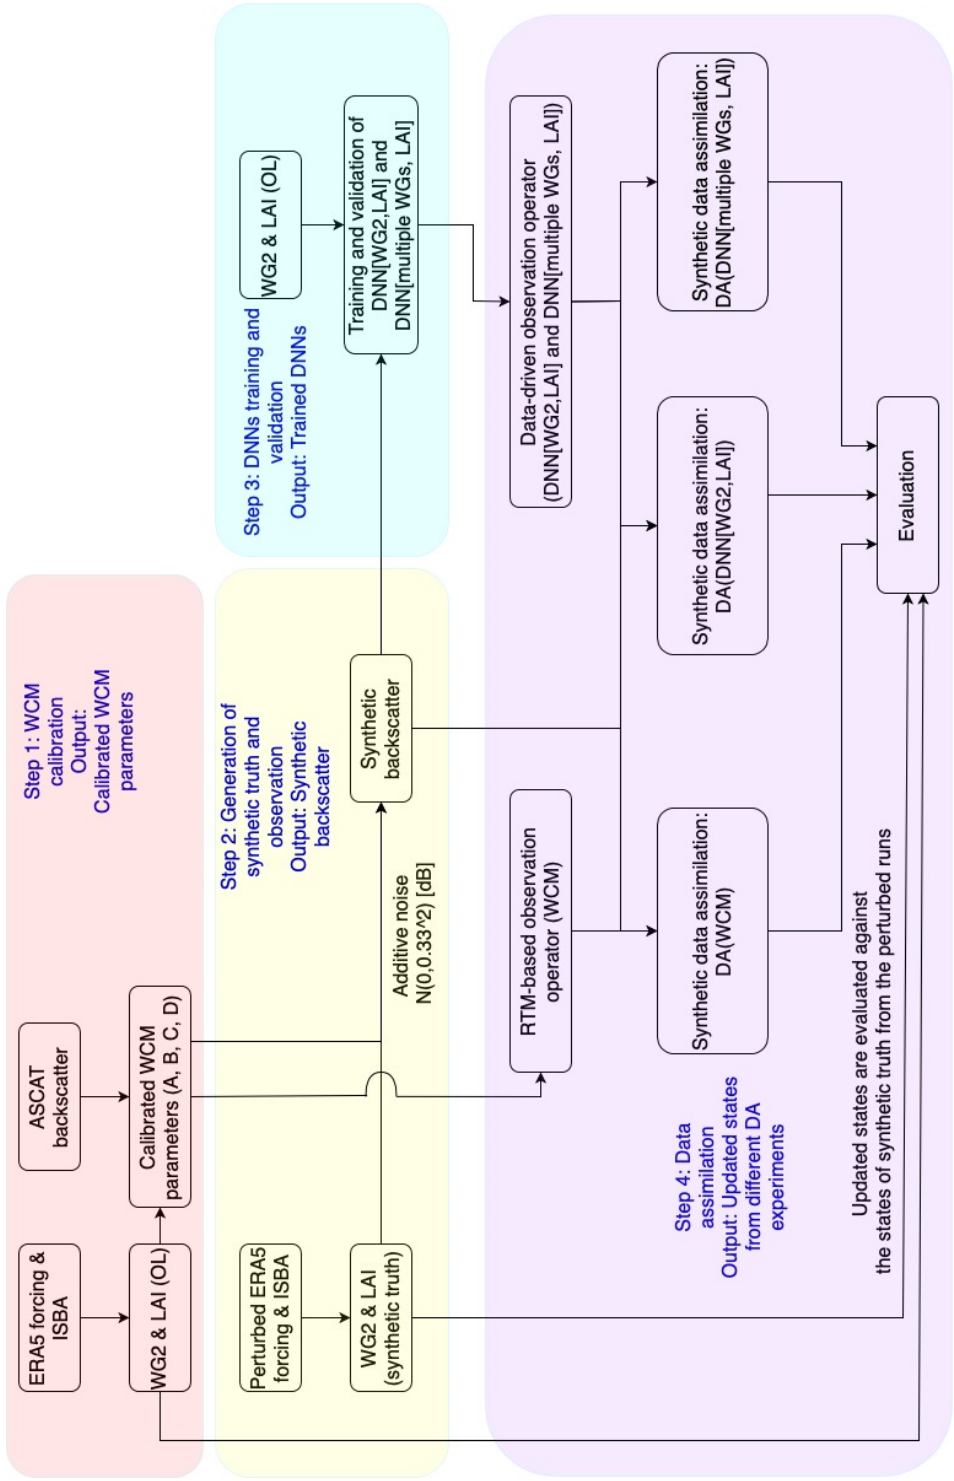 Step 1: WCM
calibration
Output:
Calibrated WCM
parameters
ERA5 forcing &
ISBA
ASCAT
backscatter
WG2 & LAI (OL)
Calibrated WCM
parameters (A, B, C, D)
Step 2: Generation of
synthetic truth and
observation
Output: Synthetic
backscatter
Perturbed ERA5
forcing & ISBA
WG2 & LAI
(synthetic truth)
Additive noise
N(0,0.33^2) [dB]
Synthetic
backscatter
Step 3: DNNs training and
validation
Output: Trained DNNs
WG2 & LAI (OL)
Training and validation of
DNN[WG2,LAI] and
DNN[multiple WGs, LAI]
RTM-based observation
operator (WCM)
Data-driven observation operator
(DNN[WG2,LAI] and DNN[multiple WGs, LAI])
Step 4: Data
assimilation
Output: Updated states
from different DA
experiments
Synthetic data assimilation:
DA(WCM)
Synthetic data assimilation:
DA(DNN[WG2,LAI])
Synthetic data assimilation:
DA(DNN[multiple WGs, LAI])
Updated states are evaluated against
the states of synthetic truth from the perturbed runs
Evaluation